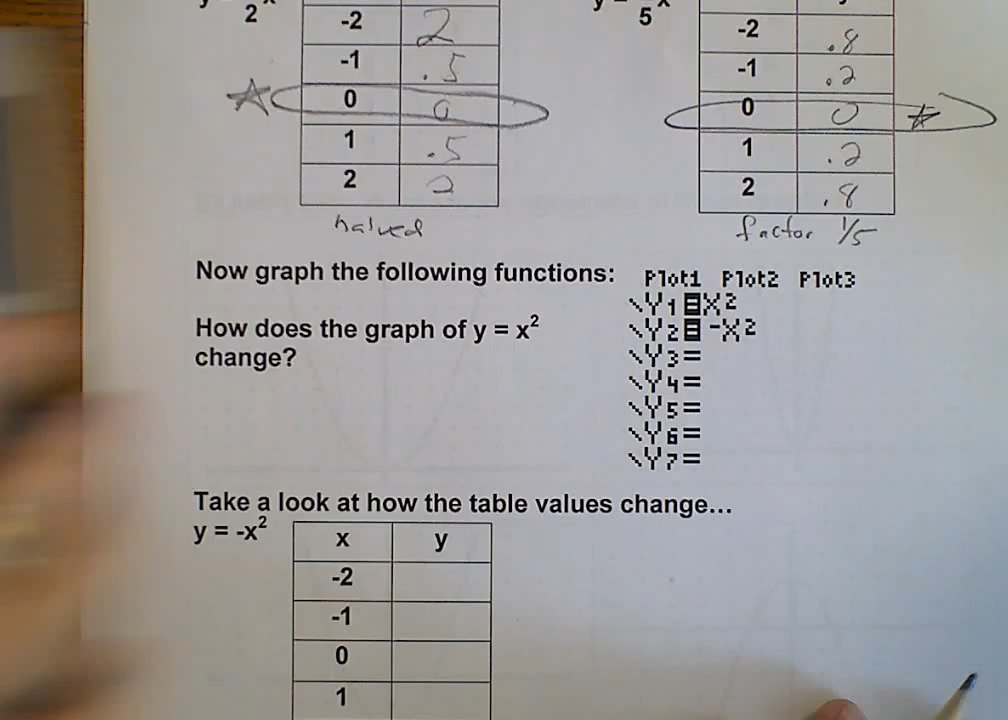 2 x 5 x
-2 2 -2 .8
-1 .5 -1 .2
0 0 0 0
1 .5 1 .2
2 2 2 .8
halved factor 1/5
Now graph the following functions:
How does the graph of y = x²
change?
Plot1 Plot2 Plot3
\Y1=X²
\Y2=-X²
\Y3=
\Y4=
\Y5=
\Y6=
\Y7=
Take a look at how the table values change...
y = -x² x y
-2
-1
0
1